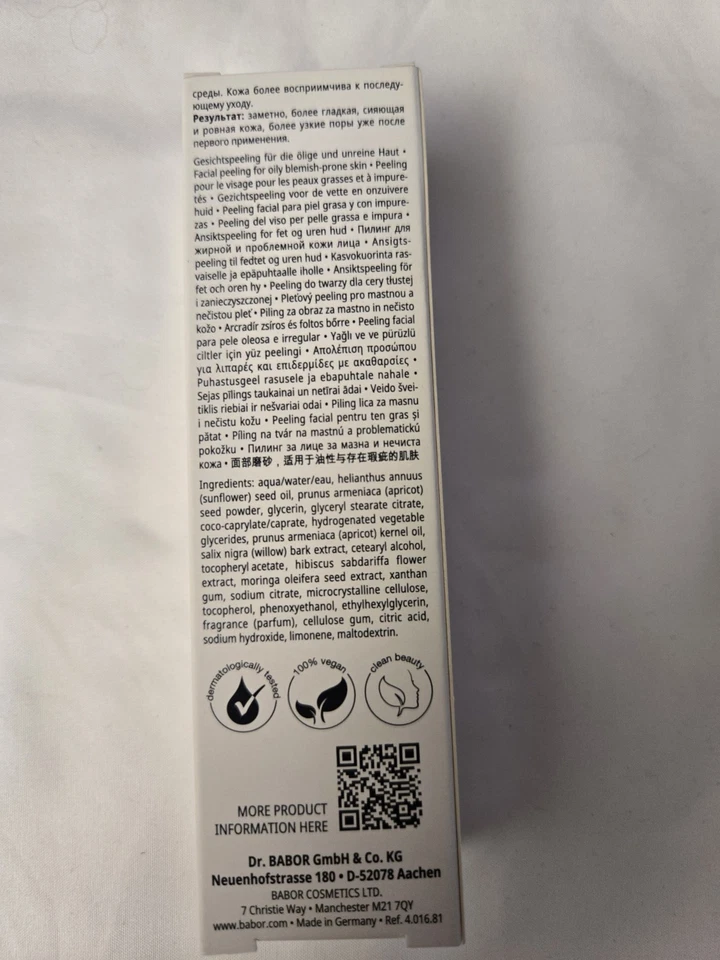 среды. Кожа более восприимчива к последу-
ющему уходу.
Результат: заметно, более гладкая, сияющая
и ровная кожа, более узкие поры уже после
первого применения.
Gesichtspeeling für die ölige und unreine Haut •
Facial peeling for oily blemish-prone skin • Peeling
pour le visage pour les peaux grasses et à impure-
tés • Gezichtspeeling voor de vette en onzuivere
huid • Peeling facial para piel grasa y con impure-
zas • Peeling del viso per pelle grassa e impura •
Ansiktspeeling for fet og uren hud • Пилинг для
жирной и проблемной кожи лица • Ansigts-
peeling til fedtet og uren hud • Kasvokuorinta ras-
vaiselle ja epäpuhtaalle iholle • Ansiktspeeling för
fet och oren hy • Peeling do twarzy dla cery tłustej
i zanieczyszczonej • Pleťový peeling pro mastnou a
nečistou pleť • Piling za obraz za mastno in nečisto
kožo • Arcradír zsíros és foltos bőrre • Peeling facial
para pele oleosa e irregular • Yağlı ve ve pürüzlü
ciltler için yüz peelingi • Απολέπιση προσώπου
για λιπαρές και επιδερμίδες με ακαθαρσίες •
Puhastusgeel rasusele ja ebapuhtale nahale •
Sejas pīlings taukainai un netīrai ādai • Veido švei-
tiklis riebiai ir nešvariai odai • Piling lica za masnu
i nečistu kožu • Peeling facial pentru ten gras și
pătat • Píling na tvár na mastnú a problematickú
pokožku • Пилинг за лице за мазна и нечиста
кожа • 面部磨砂，适用于油性与存在瑕疵的肌肤
Ingredients: aqua/water/eau, helianthus annuus
(sunflower) seed oil, prunus armeniaca (apricot)
seed powder, glycerin, glyceryl stearate citrate,
coco-caprylate/caprate, hydrogenated vegetable
glycerides, prunus armeniaca (apricot) kernel oil,
salix nigra (willow) bark extract, cetearyl alcohol,
tocopheryl acetate, hibiscus sabdariffa flower
extract, moringa oleifera seed extract, xanthan
gum, sodium citrate, microcrystalline cellulose,
tocopherol, phenoxyethanol, ethylhexylglycerin,
fragrance (parfum), cellulose gum, citric acid,
sodium hydroxide, limonene, maltodextrin.
dermatologically tested
100% vegan
clean beauty
MORE PRODUCT
INFORMATION HERE
Dr. BABOR GmbH & Co. KG
Neuenhofstrasse 180 • D-52078 Aachen
BABOR COSMETICS LTD.
7 Christie Way • Manchester M21 7QY
www.babor.com • Made in Germany • Ref. 4.016.81